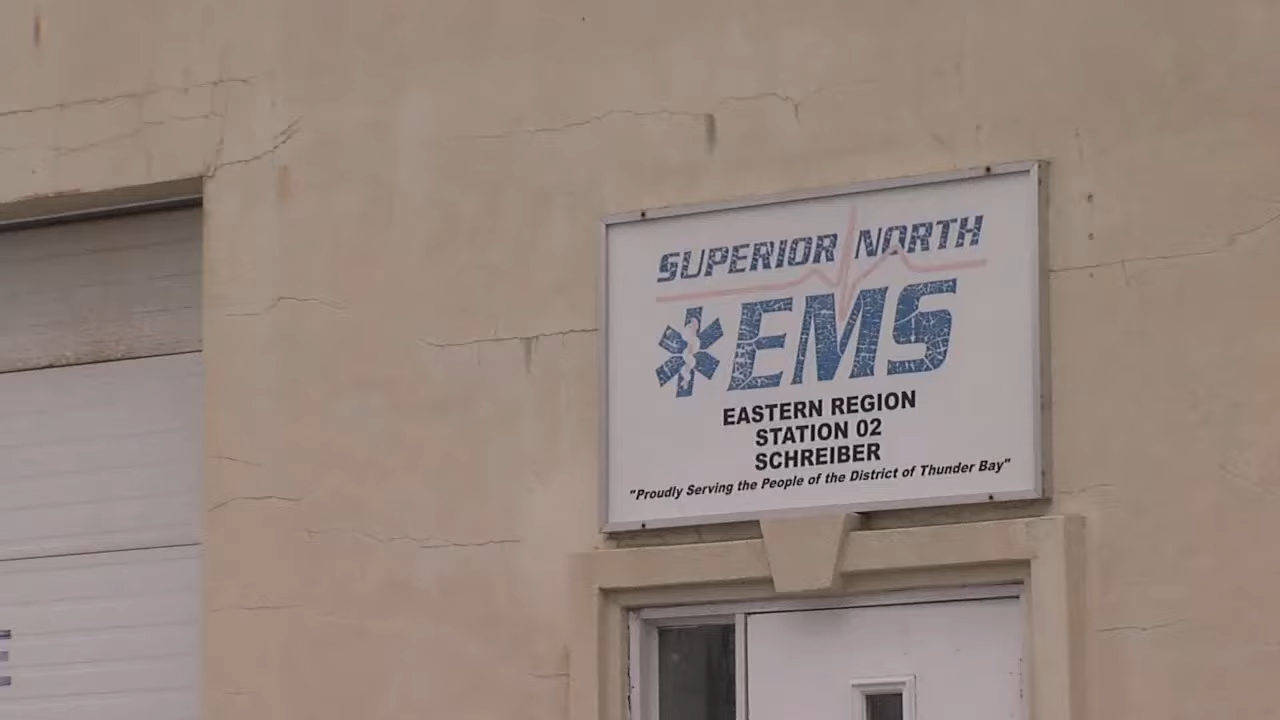 SUPERIOR NORTH
EMS
EASTERN REGION
STATION 02
SCHREIBER
"Proudly Serving the People of the District of Thunder Bay"